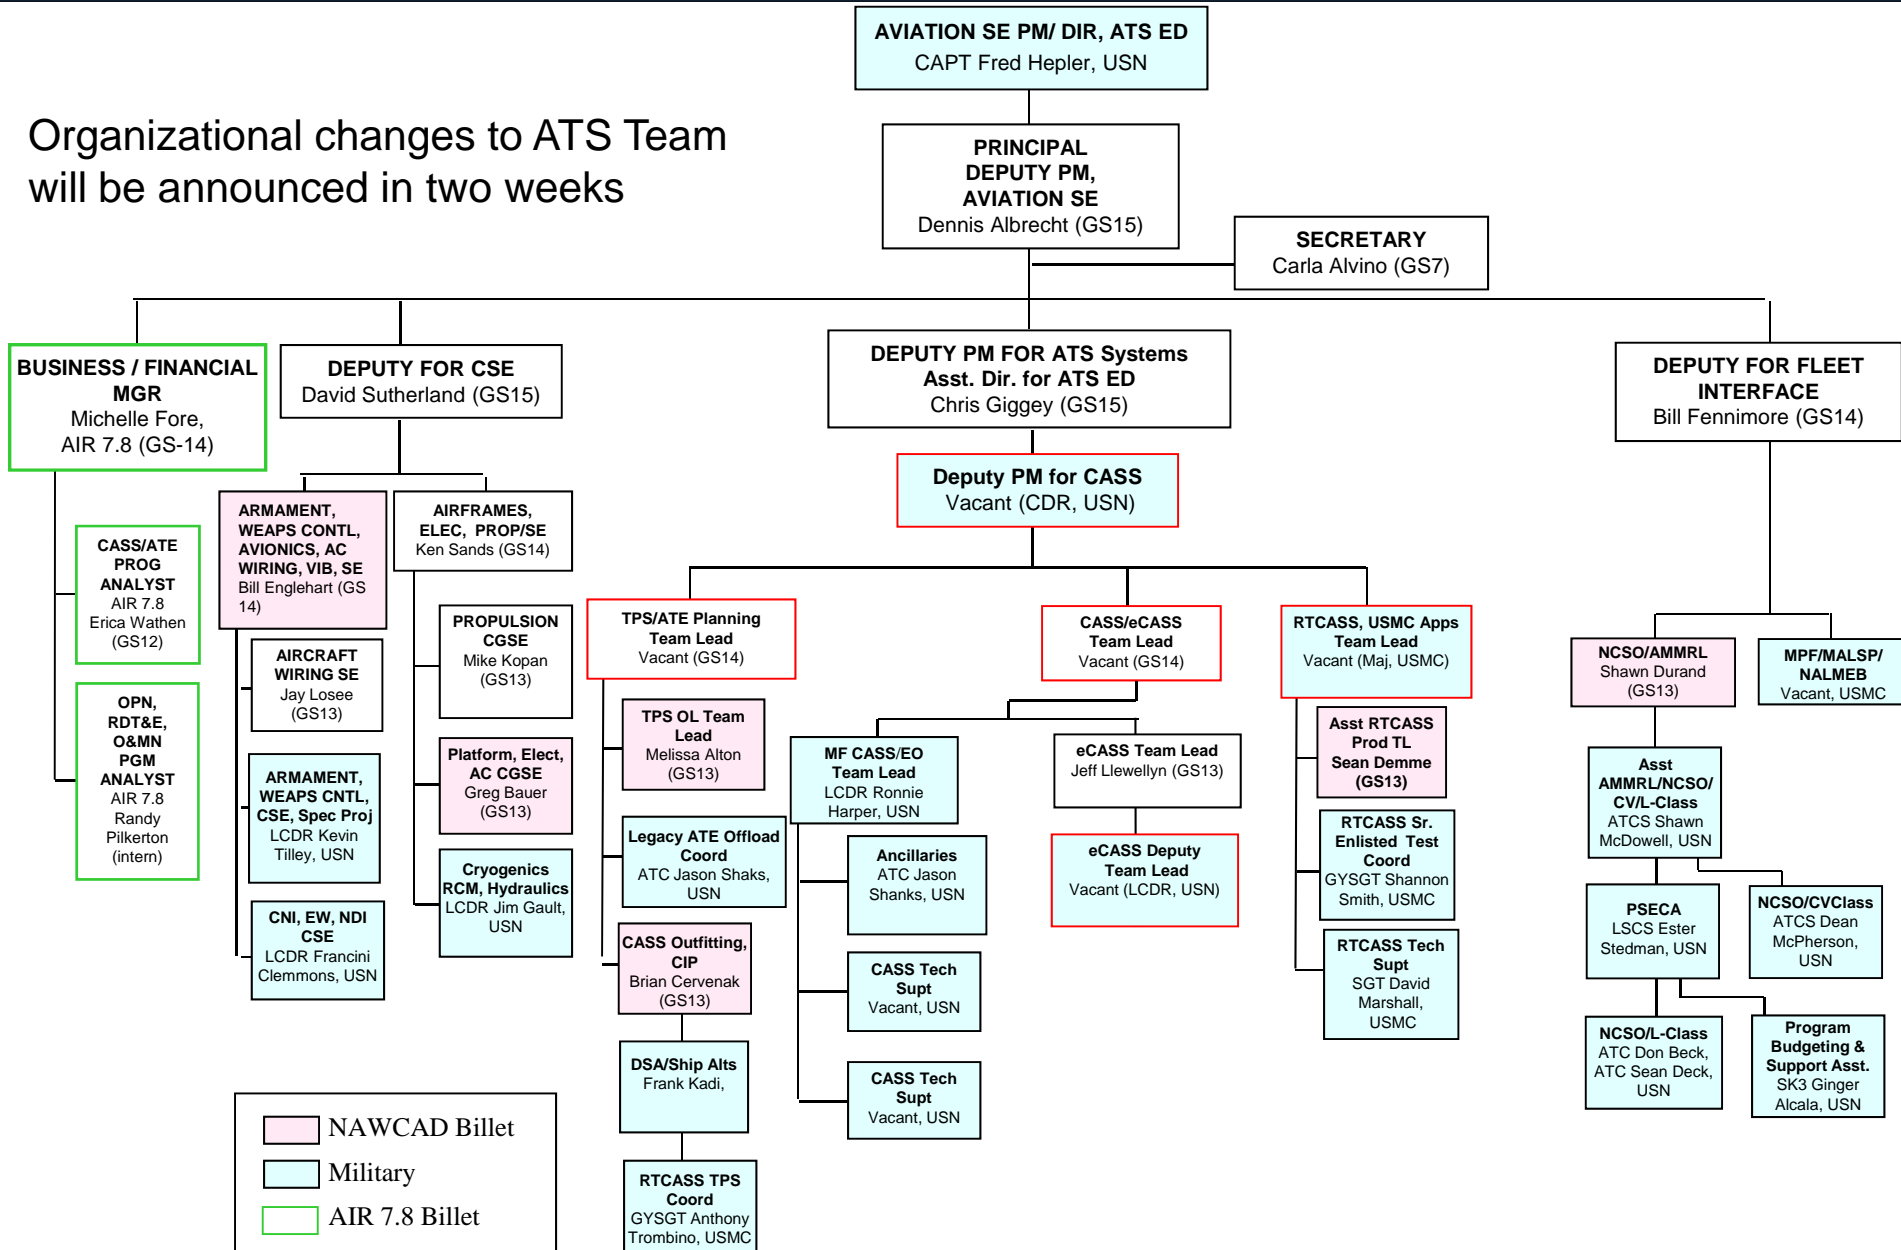 AVIATION SE PM/ DIR, ATS ED
CAPT Fred Hepler, USN
Organizational changes to ATS Team
will be announced in two weeks
PRINCIPAL
DEPUTY PM,
AVIATION SE
Dennis Albrecht (GS15)
SECRETARY
Carla Alvino (GS7)
BUSINESS / FINANCIAL
MGR
Michelle Fore,
AIR 7.8 (GS-14)
DEPUTY FOR CSE
David Sutherland (GS15)
DEPUTY PM FOR ATS Systems
Asst. Dir. for ATS ED
Chris Giggey (GS15)
DEPUTY FOR FLEET
INTERFACE
Bill Fennimore (GS14)
Deputy PM for CASS
Vacant (CDR, USN)
CASS/ATE
PROG
ANALYST
AIR 7.8
Erica Wathen
(GS12)
OPN,
RDT&E,
O&MN
PGM
ANALYST
AIR 7.8
Randy
Pilkerton
(intern)
ARMAMENT,
WEAPS CONTL,
AVIONICS, AC
WIRING, VIB, SE
Bill Englehart (GS
14)
AIRCRAFT
WIRING SE
Jay Losee
(GS13)
ARMAMENT,
WEAPS CNTL,
CSE, Spec Proj
LCDR Kevin
Tilley, USN
CNI, EW, NDI
CSE
LCDR Francini
Clemmons, USN
AIRFRAMES,
ELEC, PROP/SE
Ken Sands (GS14)
PROPULSION
CGSE
Mike Kopan
(GS13)
Platform, Elect,
AC CGSE
Greg Bauer
(GS13)
Cryogenics
RCM, Hydraulics
LCDR Jim Gault,
USN
TPS/ATE Planning
Team Lead
Vacant (GS14)
TPS OL Team
Lead
Melissa Alton
(GS13)
Legacy ATE Offload
Coord
ATC Jason Shaks,
USN
CASS Outfitting,
CIP
Brian Cervenak
(GS13)
DSA/Ship Alts
Frank Kadi,
RTCASS TPS
Coord
GYSGT Anthony
Trombino, USMC
CASS/eCASS
Team Lead
Vacant (GS14)
MF CASS/EO
Team Lead
LCDR Ronnie
Harper, USN
Ancillaries
ATC Jason
Shanks, USN
CASS Tech
Supt
Vacant, USN
CASS Tech
Supt
Vacant, USN
eCASS Team Lead
Jeff Llewellyn (GS13)
eCASS Deputy
Team Lead
Vacant (LCDR, USN)
RTCASS, USMC Apps
Team Lead
Vacant (Maj, USMC)
Asst RTCASS
Prod TL
Sean Demme
(GS13)
RTCASS Sr.
Enlisted Test
Coord
GYSGT Shannon
Smith, USMC
RTCASS Tech
Supt
SGT David
Marshall,
USMC
NCSO/AMMRL
Shawn Durand
(GS13)
MPF/MALSP/
NALMEB
Vacant, USMC
Asst
AMMRL/NCSO/
CV/L-Class
ATCS Shawn
McDowell, USN
PSECA
LSCS Ester
Stedman, USN
NCSO/CVClass
ATCS Dean
McPherson,
USN
NCSO/L-Class
ATC Don Beck,
ATC Sean Deck,
USN
Program
Budgeting &
Support Asst.
SK3 Ginger
Alcala, USN
NAWCAD Billet
Military
AIR 7.8 Billet